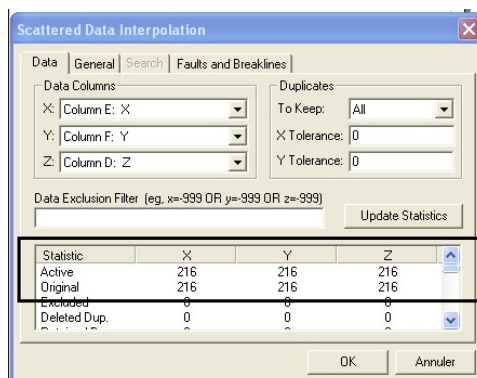 Scattered Data Interpolation
Data General Search Faults and Breaklines
Data Columns Duplicates
X: Column E: X To Keep: All
Y: Column F: Y X Tolerance: 0
Z: Column D: Z Y Tolerance: 0
Data Exclusion Filter (eg, x=-999 OR y=-999 OR z=-999)
Update Statistics
Statistic X Y Z
Active 216 216 216
Original 216 216 216
Excluded 0 0 0
Deleted Dup. 0 0 0
OK Annuler